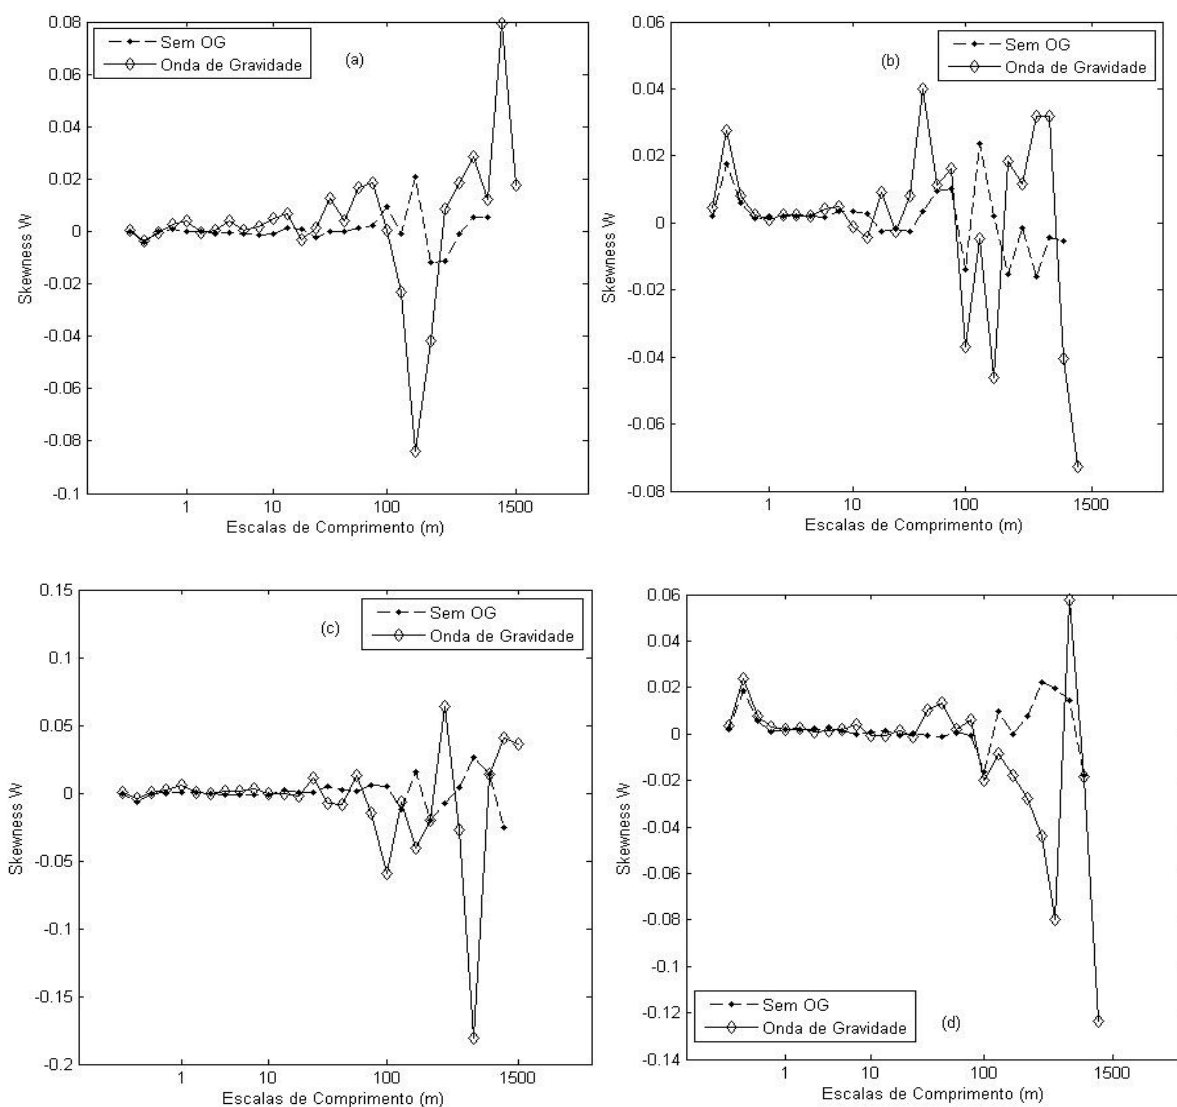 0.08
0.06
0.04
0.02
0
-0.02
-0.04
-0.06
-0.08
-0.1
Skewness W
Sem OG
Onda de Gravidade
(a)
1 10 100 1500
Escalas de Comprimento (m)
0.06
0.04
0.02
0
-0.02
-0.04
-0.06
-0.08
Skewness W
(b)
Sem OG
Onda de Gravidade
1 10 100 1500
Escalas de Comprimento (m)
0.15
0.1
0.05
0
-0.05
-0.1
-0.15
-0.2
Skewness W
(c)
Sem OG
Onda de Gravidade
1 10 100 1500
Escalas de Comprimento (m)
0.06
0.04
0.02
0
-0.02
-0.04
-0.06
-0.08
-0.1
-0.12
-0.14
Skewness W
Sem OG
Onda de Gravidade
(d)
1 10 100 1500
Escalas de Comprimento (m)